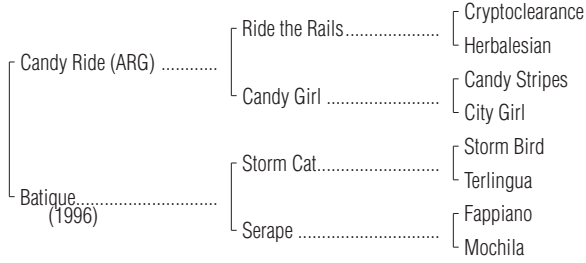 Cryptoclearance
Ride the Rails.....................
Herbalesian
Candy Ride (ARG) ............
Candy Stripes
Candy Girl .........................
City Girl
Storm Bird
Storm Cat...........................
Terlingua
Batique..............................
(1996)
Fappiano
Serape ...............................
Mochila